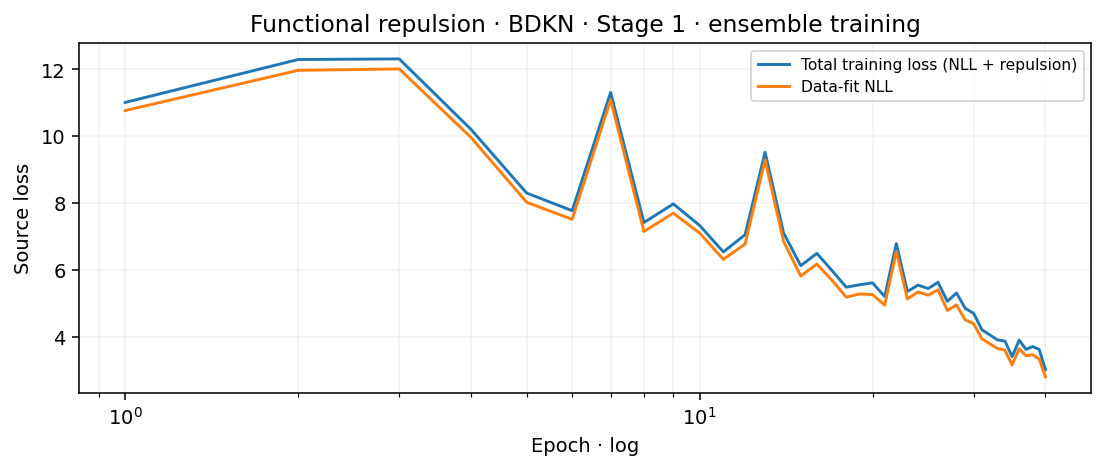 Functional repulsion · BDKN · Stage 1 · ensemble training
Total training loss (NLL + repulsion)
Data-fit NLL
Source loss
12
10
8
6
4
10⁰
10¹
Epoch · log